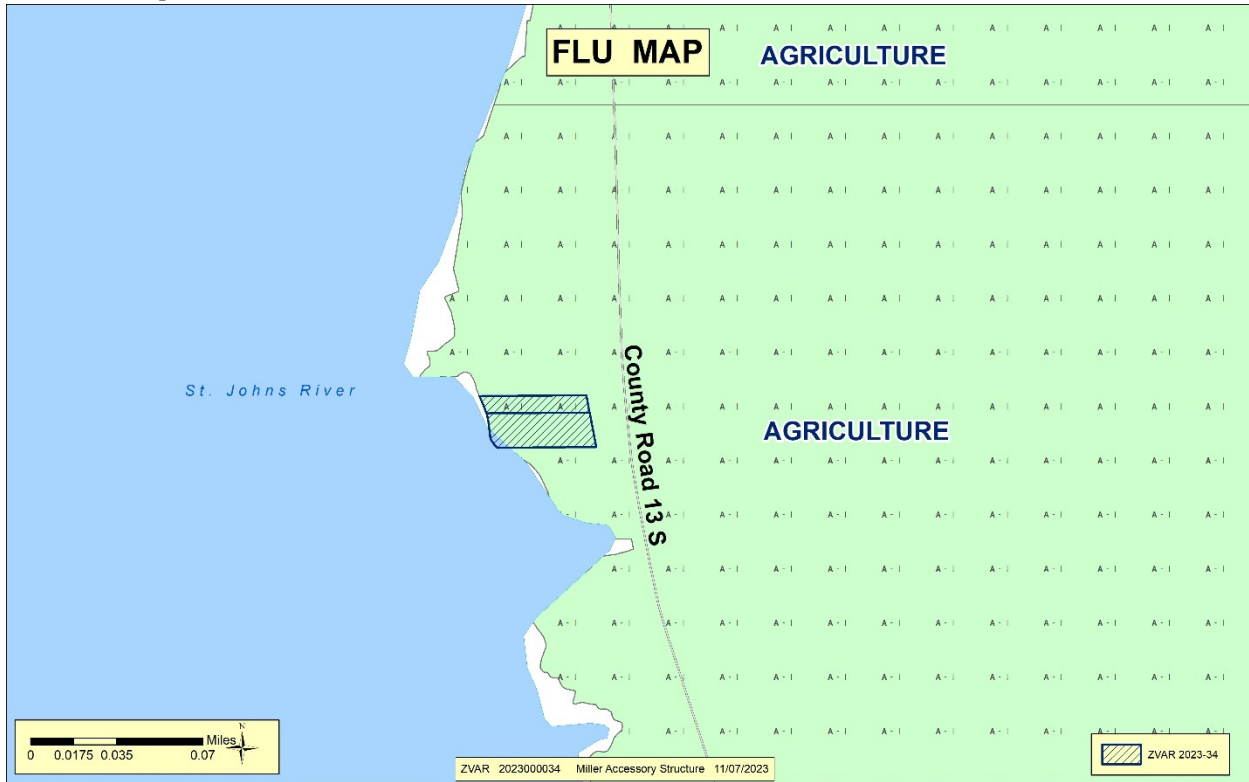 A - I A - I A - I A - I A - I A - I A - I A - I A - I A - I A - I A - I A - I
FLU MAP
AGRICULTURE
A - I A - I A - I A - I A - I A - I A - I A - I A - I A - I A - I A - I A - I A - I
A - I A - I A - I A - I A - I A - I A - I A - I A - I A - I A - I A - I A - I A - I
A - I A - I A - I A - I A - I A - I A - I A - I A - I A - I A - I A - I A - I A - I
A - I A - I A - I A - I A - I A - I A - I A - I A - I A - I A - I A - I A - I A - I
A - I A - I A - I A - I A - I A - I A - I A - I A - I A - I A - I A - I A - I A - I A - I
A - I A - I A - I A - I A - I A - I A - I A - I A - I A - I A - I A - I A - I A - I A - I
County Road 13 S
St. Johns River
A - I A - I A - I A - I A - I A - I A - I A - I A - I A - I A - I A - I A - I
AGRICULTURE
A - I A - I A - I A - I A - I A - I A - I A - I A - I A - I A - I A - I A - I
A - I A - I A - I A - I A - I A - I A - I A - I A - I A - I A - I A - I
A - I A - I A - I A - I A - I A - I A - I A - I A - I A - I A - I A - I
A - I A - I A - I A - I A - I A - I A - I A - I A - I A - I A - I A - I A - I
A - I A - I A - I A - I A - I A - I A - I A - I A - I A - I A - I A - I A - I
A - I A - I A - I A - I A - I A - I A - I A - I A - I
N
Miles
0 0.0175 0.035 0.07
ZVAR 2023000034 Miller Accessory Structure 11/07/2023
ZVAR 2023-34